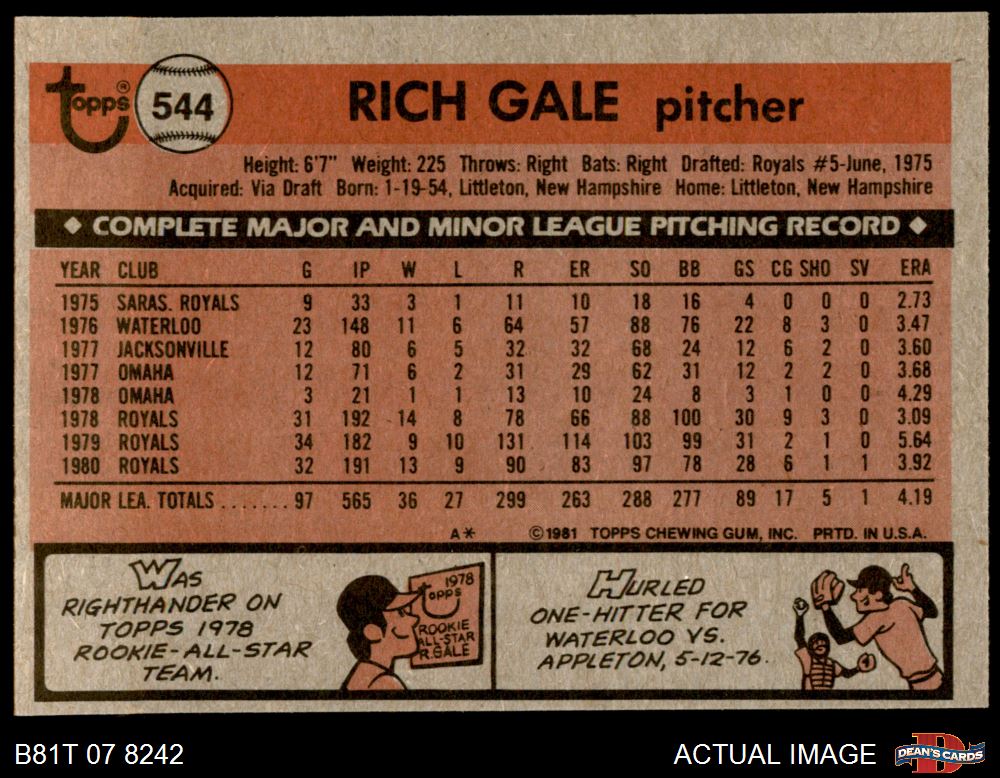 Topps ® 544 RICH GALE pitcher
Height: 6'7" Weight: 225 Throws: Right Bats: Right Drafted: Royals #5-June, 1975
Acquired: Via Draft Born: 1-19-54, Littleton, New Hampshire Home: Littleton, New Hampshire
◆ COMPLETE MAJOR AND MINOR LEAGUE PITCHING RECORD ◆
YEAR CLUB G IP W L R ER SO BB GS CG SHO SV ERA
1975 SARAS. ROYALS 9 33 3 1 11 10 18 16 4 0 0 0 2.73
1976 WATERLOO 23 148 11 6 64 57 88 76 22 8 3 0 3.47
1977 JACKSONVILLE 12 80 6 5 32 32 68 24 12 6 2 0 3.60
1977 OMAHA 12 71 6 2 31 29 62 31 12 2 2 0 3.68
1978 OMAHA 3 21 1 1 13 10 24 8 3 1 0 0 4.29
1978 ROYALS 31 192 14 8 78 66 88 100 30 9 3 0 3.09
1979 ROYALS 34 182 9 10 131 114 103 99 31 2 1 0 5.64
1980 ROYALS 32 191 13 9 90 83 97 78 28 6 1 1 3.92
MAJOR LEA. TOTALS ....... 97 565 36 27 299 263 288 277 89 17 5 1 4.19
A* ©1981 TOPPS CHEWING GUM, INC. PRTD. IN U.S.A.
WAS
RIGHTHANDER ON
TOPPS 1978
ROOKIE-ALL-STAR
TEAM.
1978
Topps
ROOKIE
ALL-STAR
R. GALE
HURLED
ONE-HITTER FOR
WATERLOO VS.
APPLETON, 5-12-76.
B81T 07 8242 ACTUAL IMAGE D DEAN'S CARDS